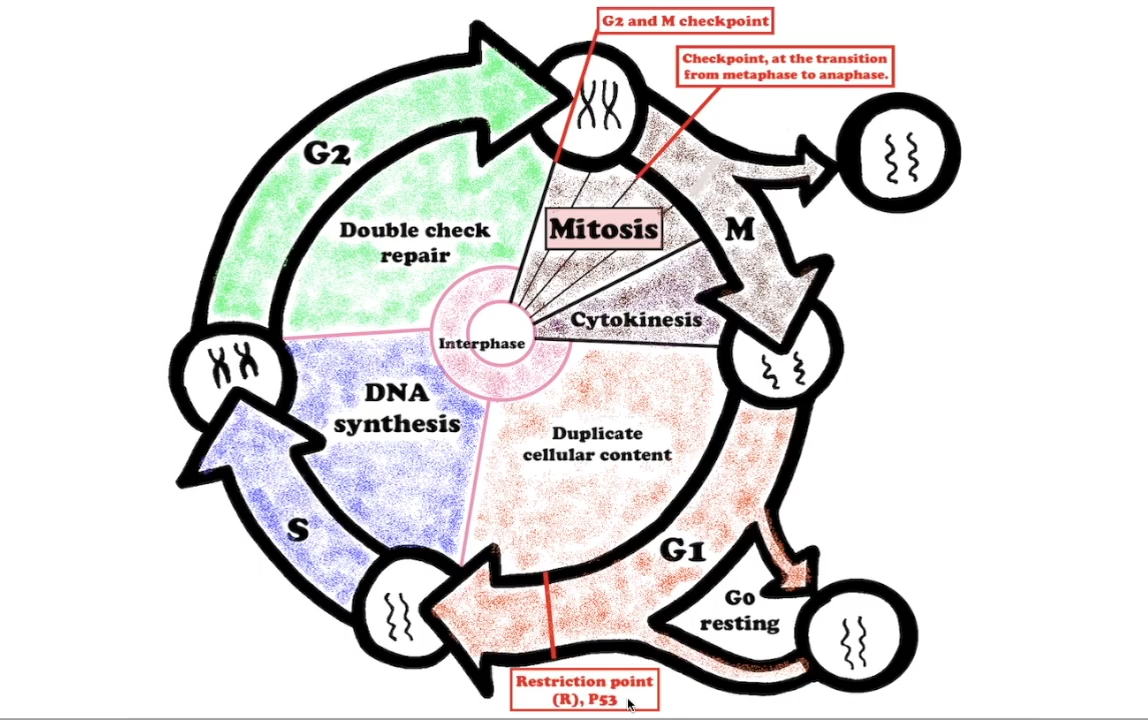 G2 and M checkpoint
Checkpoint, at the transition
from metaphase to anaphase.
G2
Double check
repair
Mitosis
M
Interphase
Cytokinesis
DNA
synthesis
Duplicate
cellular content
S
G1
Go
resting
Restriction point
(R), P53